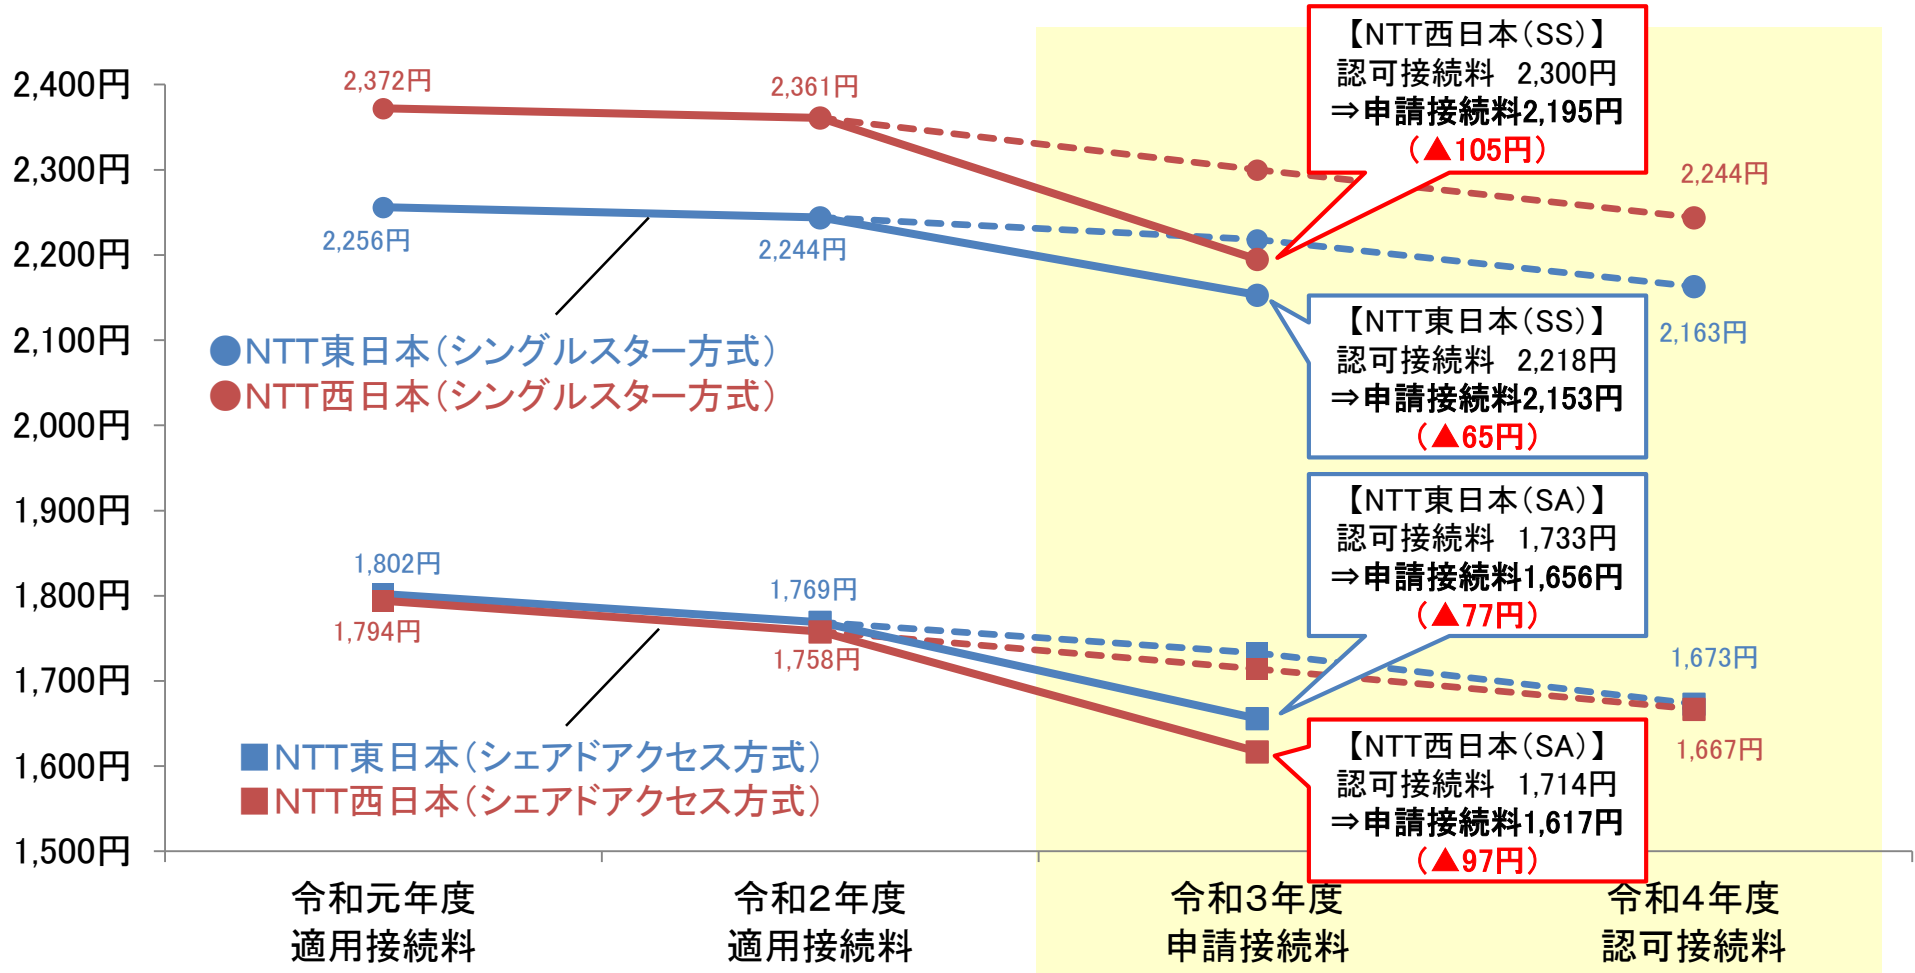 2,400円
2,300円
2,200円
2,100円
2,000円
1,900円
1,800円
1,700円
1,600円
1,500円
2,372円
2,361円
2,256円
2,244円
2,244円
2,163円
●NTT東日本(シングルスター方式)
●NTT西日本(シングルスター方式)
【NTT西日本(SS)】
認可接続料 2,300円
⇒申請接続料2,195円
(▲105円)
【NTT東日本(SS)】
認可接続料 2,218円
⇒申請接続料2,153円
(▲65円)
1,802円
1,794円
1,769円
1,758円
1,673円
1,667円
■NTT東日本(シェアドアクセス方式)
■NTT西日本(シェアドアクセス方式)
【NTT東日本(SA)】
認可接続料 1,733円
⇒申請接続料1,656円
(▲77円)
【NTT西日本(SA)】
認可接続料 1,714円
⇒申請接続料1,617円
(▲97円)
令和元年度
適用接続料
令和2年度
適用接続料
令和3年度
申請接続料
令和4年度
認可接続料